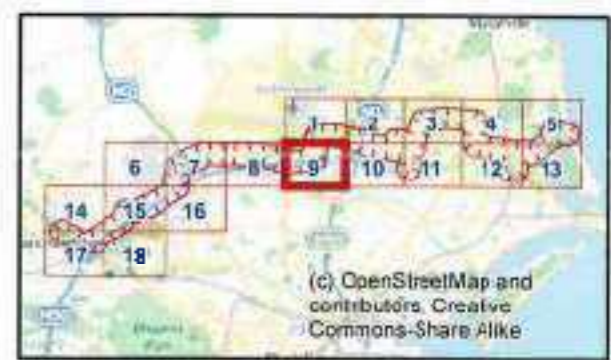 1 2 3 4 5
6 7 8 9 10 11 12 13
14 15 16
17 18
(c) OpenStreetMap and
contributors, Creative
Commons-Share Alike